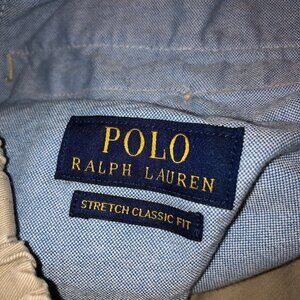 POLO
RALPH LAUREN
STRETCH CLASSIC FIT